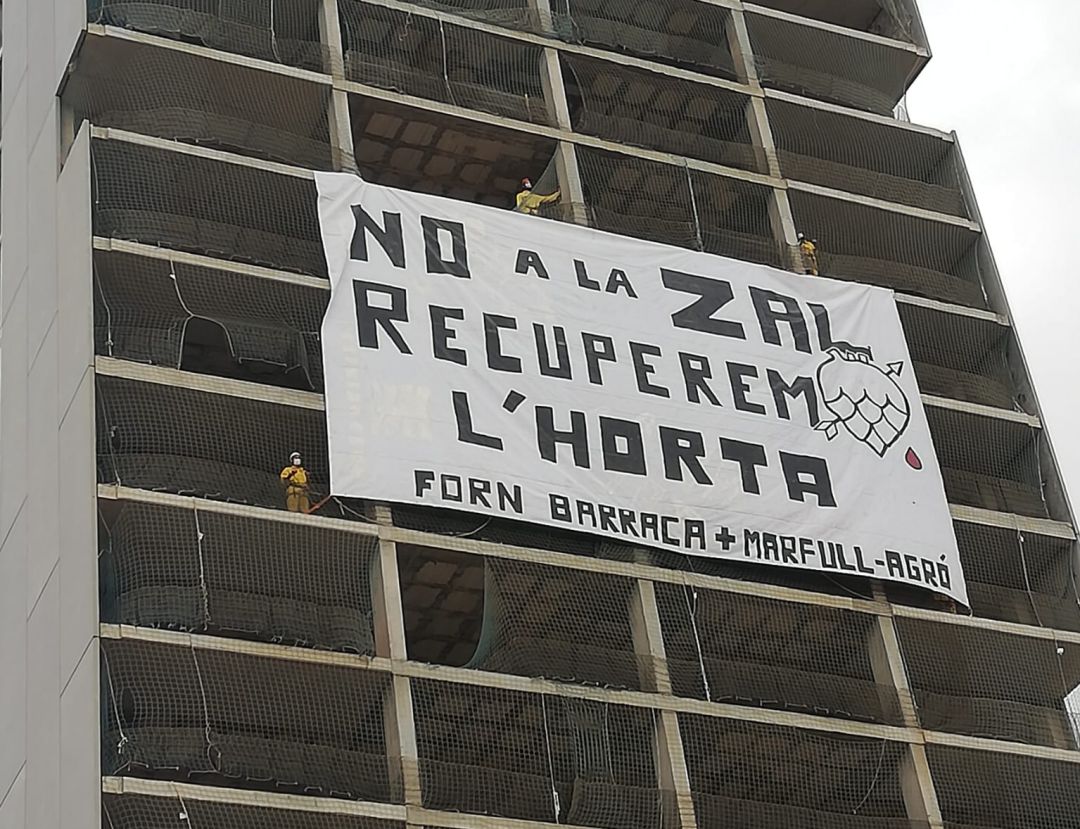 NO A LA ZAL
RECUPEREM
L'HORTA
FORN BARRACA + MARFULL-AGRÓ